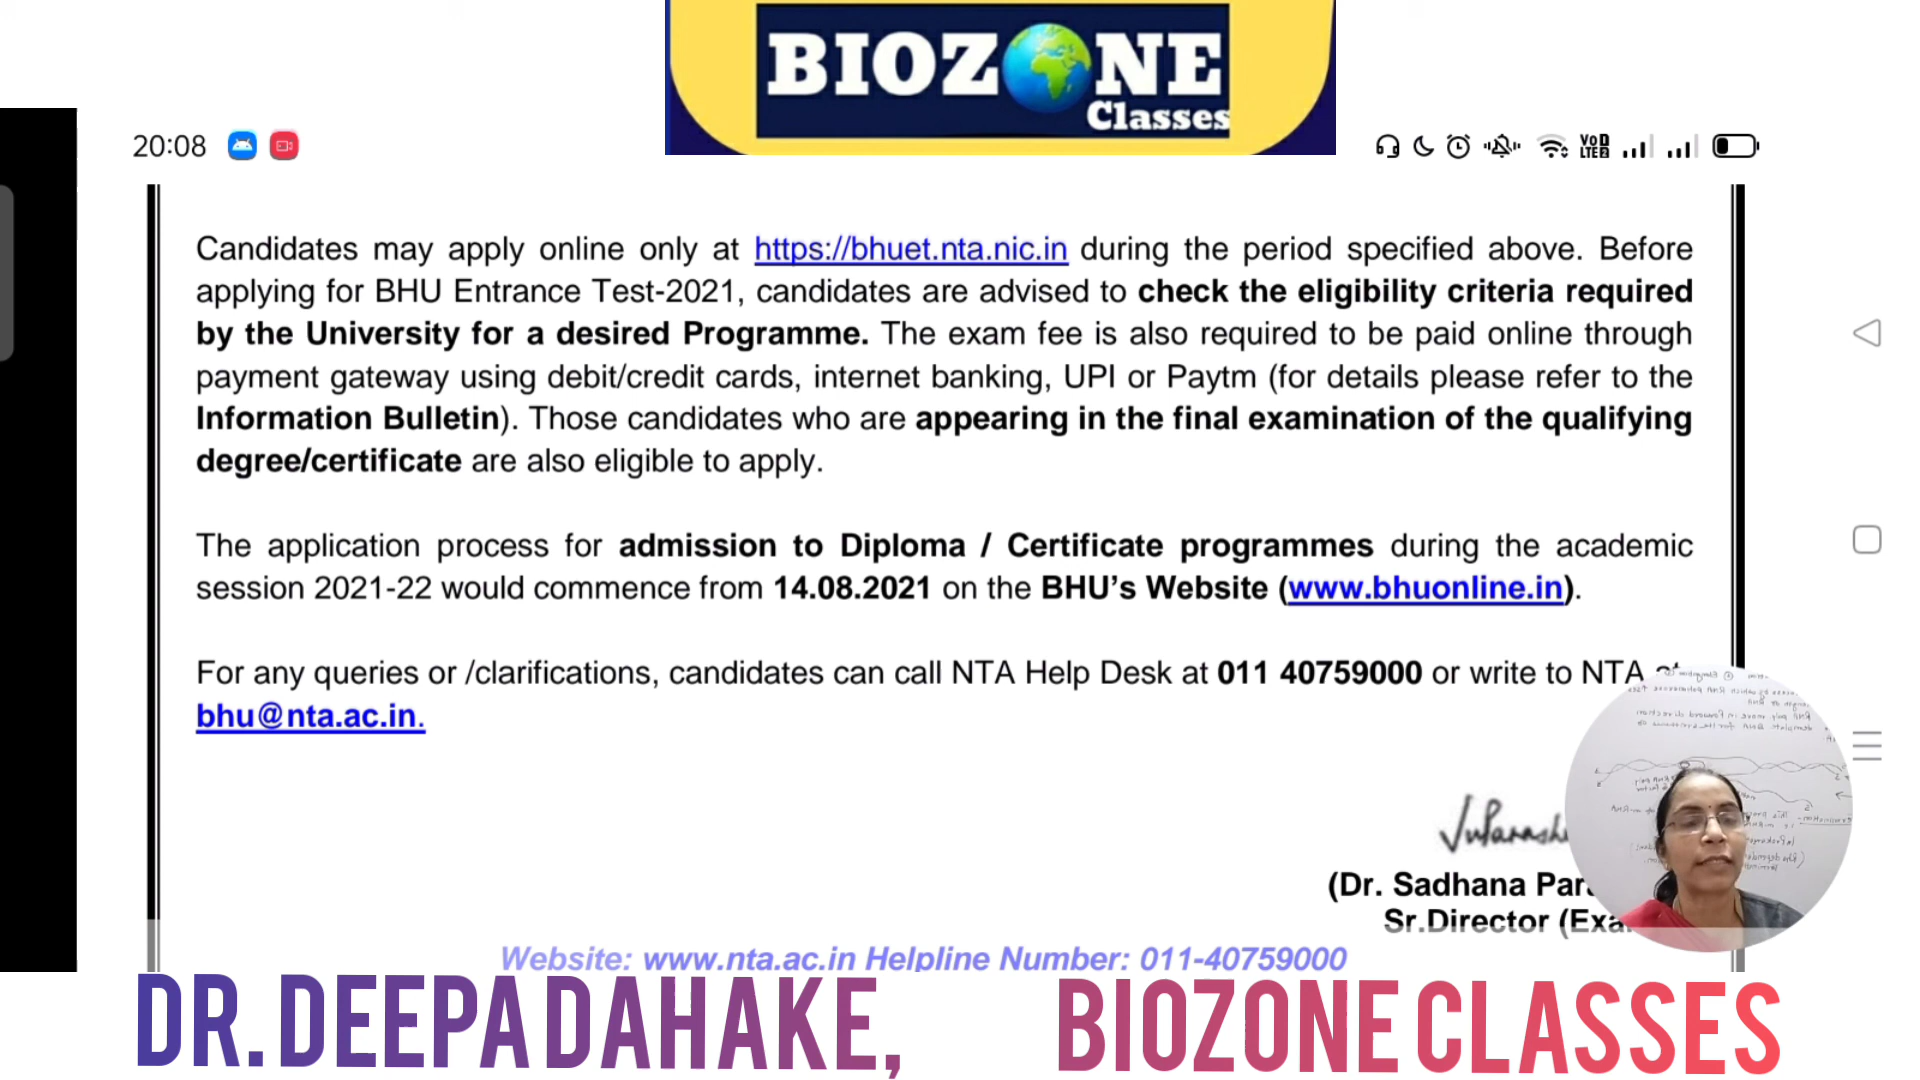 BIOZONE
Classes
20:08
VoD
LTE2
Candidates may apply online only at https://bhuet.nta.nic.in during the period specified above. Before
applying for BHU Entrance Test-2021, candidates are advised to check the eligibility criteria required
by the University for a desired Programme. The exam fee is also required to be paid online through
payment gateway using debit/credit cards, internet banking, UPI or Paytm (for details please refer to the
Information Bulletin). Those candidates who are appearing in the final examination of the qualifying
degree/certificate are also eligible to apply.
The application process for admission to Diploma / Certificate programmes during the academic
session 2021-22 would commence from 14.08.2021 on the BHU's Website (www.bhuonline.in).
For any queries or /clarifications, candidates can call NTA Help Desk at 011 40759000 or write to NTA
bhu@nta.ac.in.
(Dr. Sadhana
Sr.Director
Website: www.nta.ac.in Helpline Number: 011-40759000
DR. DEEPA DAHAKE, BIOZONE CLASSES